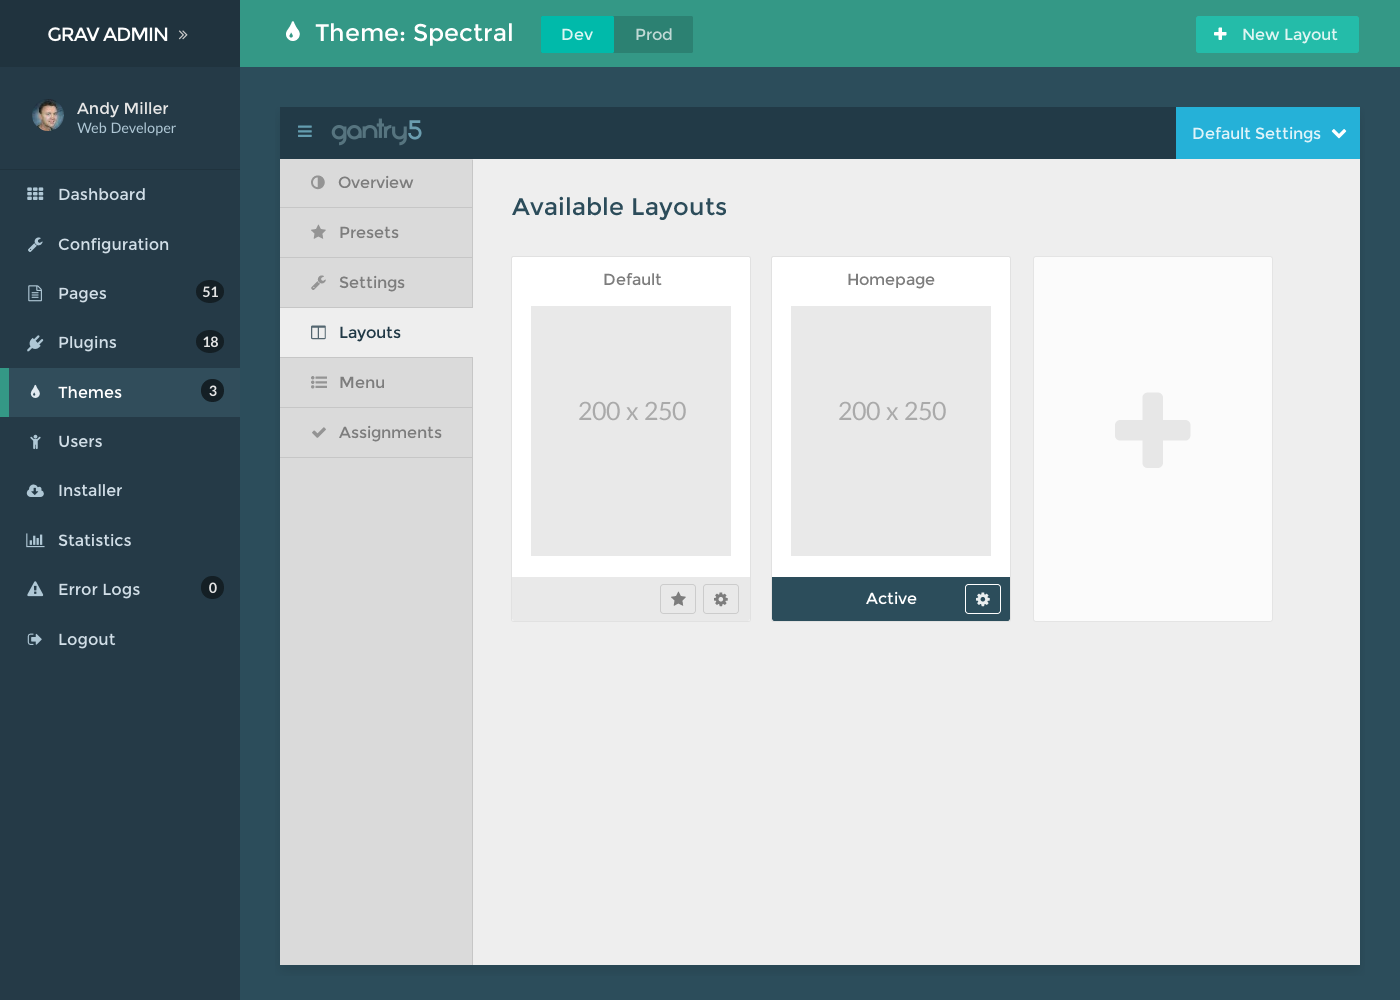 GRAV ADMIN »
Theme: Spectral
Dev
Prod
New Layout
Andy Miller
Web Developer
Dashboard
Configuration
Pages 51
Plugins 18
Themes 3
Users
Installer
Statistics
Error Logs 0
Logout
gantry5
Default Settings
Overview
Presets
Settings
Layouts
Menu
Assignments
Available Layouts
Default
200 x 250
Homepage
200 x 250
Active